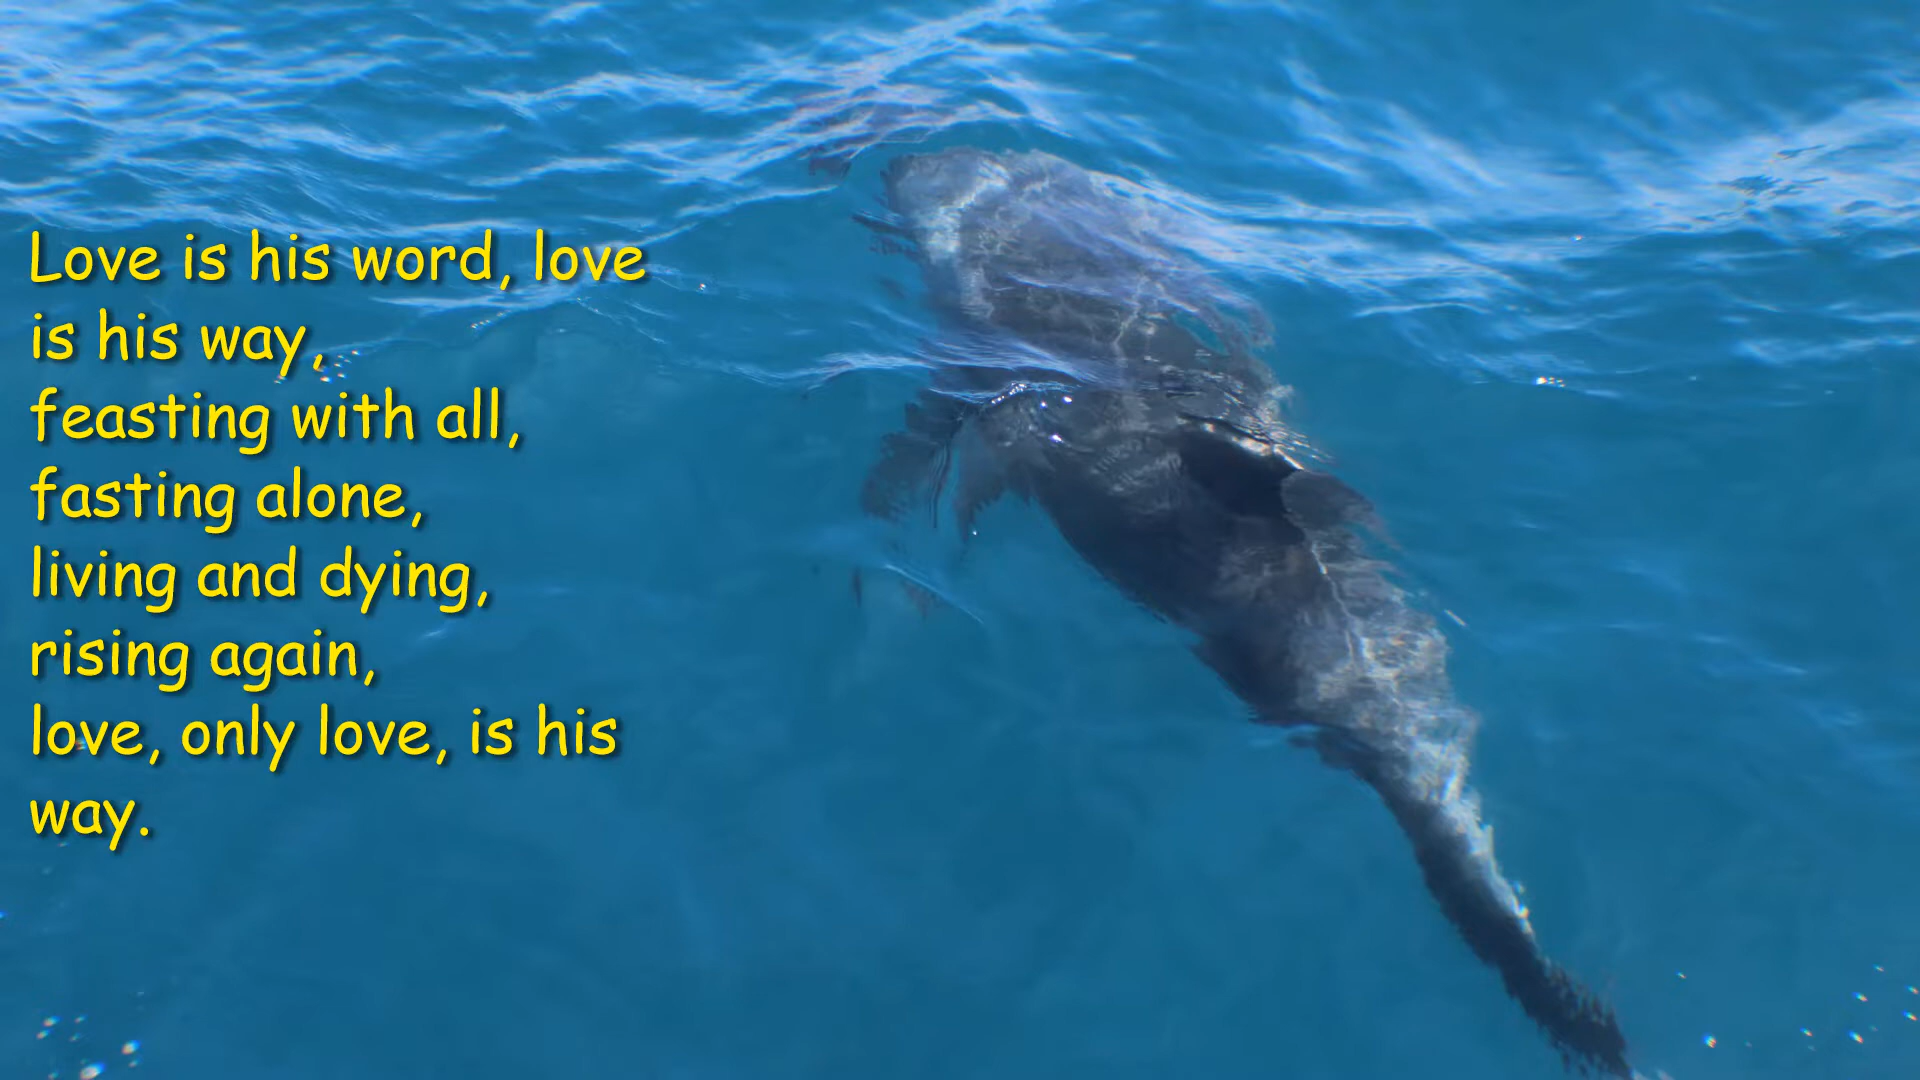 Love is his word, love
is his way,
feasting with all,
fasting alone,
living and dying,
rising again,
love, only love, is his
way.